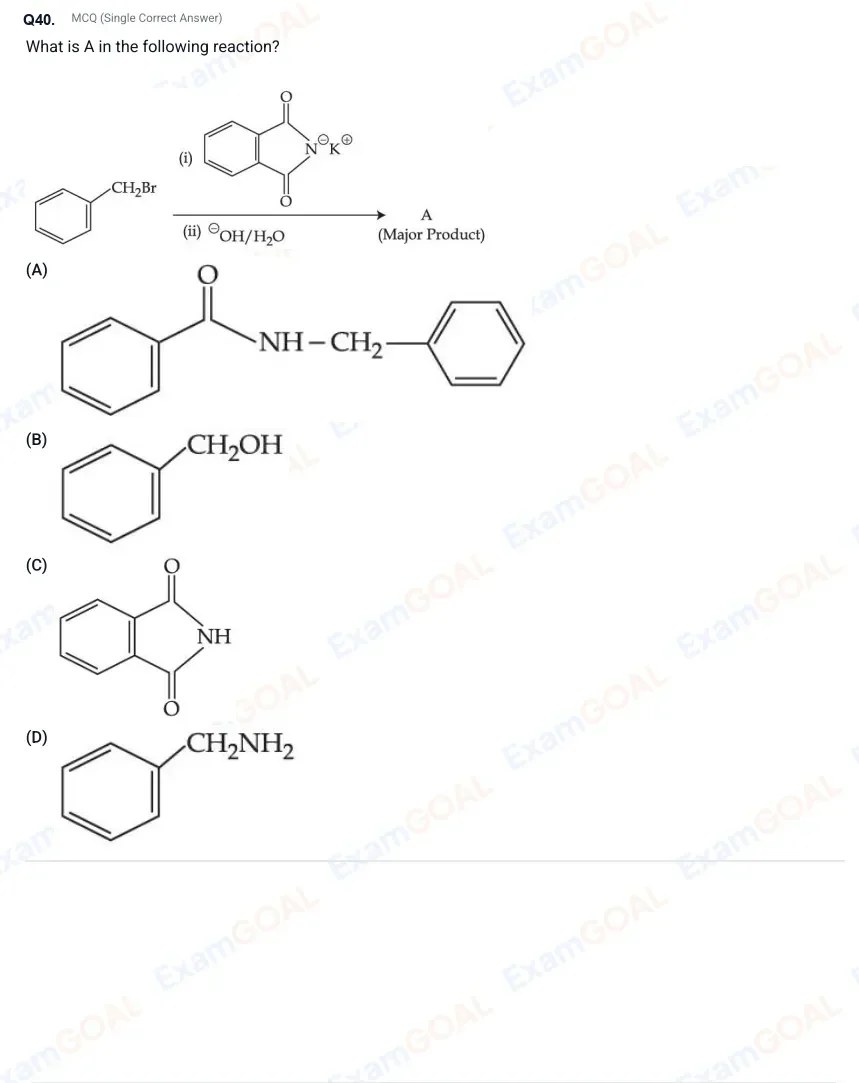 Q40. MCQ (Single Correct Answer)
What is A in the following reaction?
O
(i)
N⊖K⊕
O
CH₂Br
(ii) ⊖OH/H₂O
A
(Major Product)
(A)
O
NH – CH₂
(B)
CH₂OH
(C)
O
NH
O
(D)
CH₂NH₂
ExamGOAL